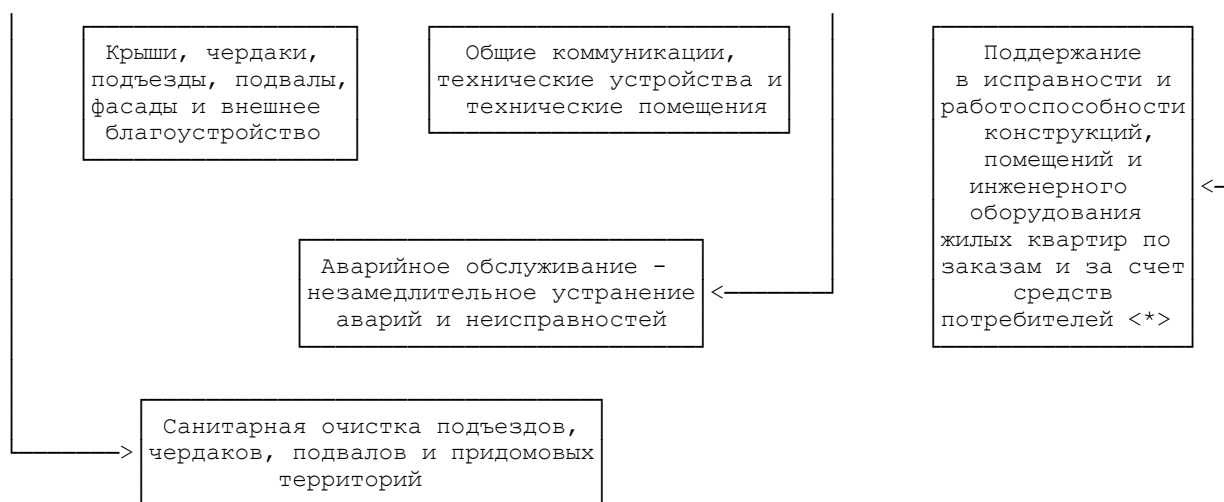 Крыши, чердаки,
подъезды, подвалы,
фасады и внешнее
благоустройство
Общие коммуникации,
технические устройства и
технические помещения
Поддержание
в исправности и
работоспособности
конструкций,
помещений и
инженерного
оборудования
жилых квартир по
заказам и за счет
средств
потребителей <*>
Аварийное обслуживание -
незамедлительное устранение
аварий и неисправностей
Санитарная очистка подъездов,
чердаков, подвалов и придомовых
территорий